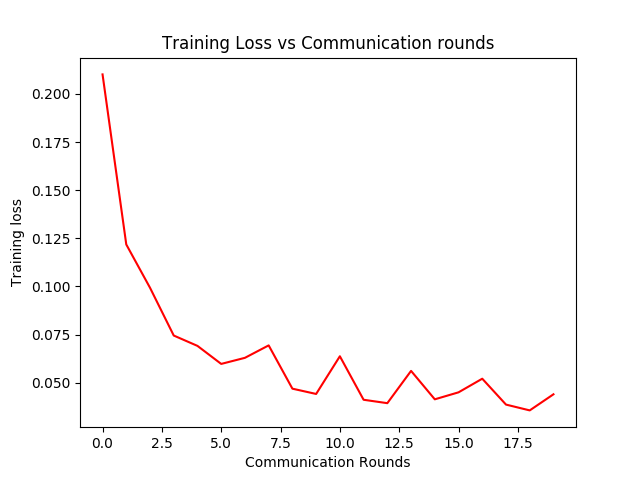 Training Loss vs Communication rounds
Training loss
0.200
0.175
0.150
0.125
0.100
0.075
0.050
0.0 2.5 5.0 7.5 10.0 12.5 15.0 17.5
Communication Rounds